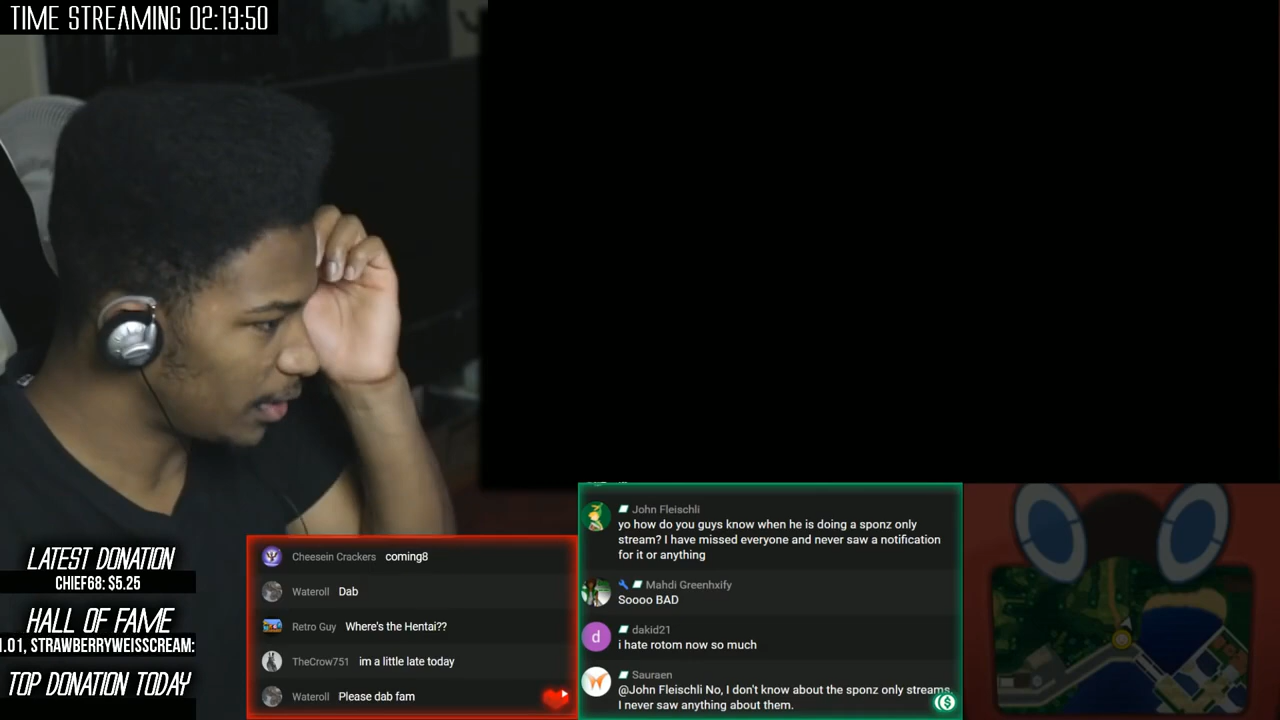 TIME STREAMING 02:13:50
John Fleischli
yo how do you guys know when he is doing a sponz only
stream? I have missed everyone and never saw a notification
for it or anything
Mahdi Greenhxify
Soooo BAD
dakid21
d
i hate rotom now so much
Sauraen
@John Fleischli No, I don't know about the sponz only streams,
I never saw anything about them.
Cheesein Crackers coming8
Wateroll Dab
Retro Guy Where's the Hentai??
TheCrow751 im a little late today
Wateroll Please dab fam
LATEST DONATION
CHIEF68: $5.25
HALL OF FAME
1.01, STRAWBERRYWEISSCREAM:
TOP DONATION TODAY